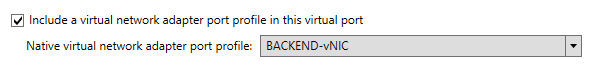 Include a virtual network adapter port profile in this virtual port
Native virtual network adapter port profile: BACKEND-vNIC